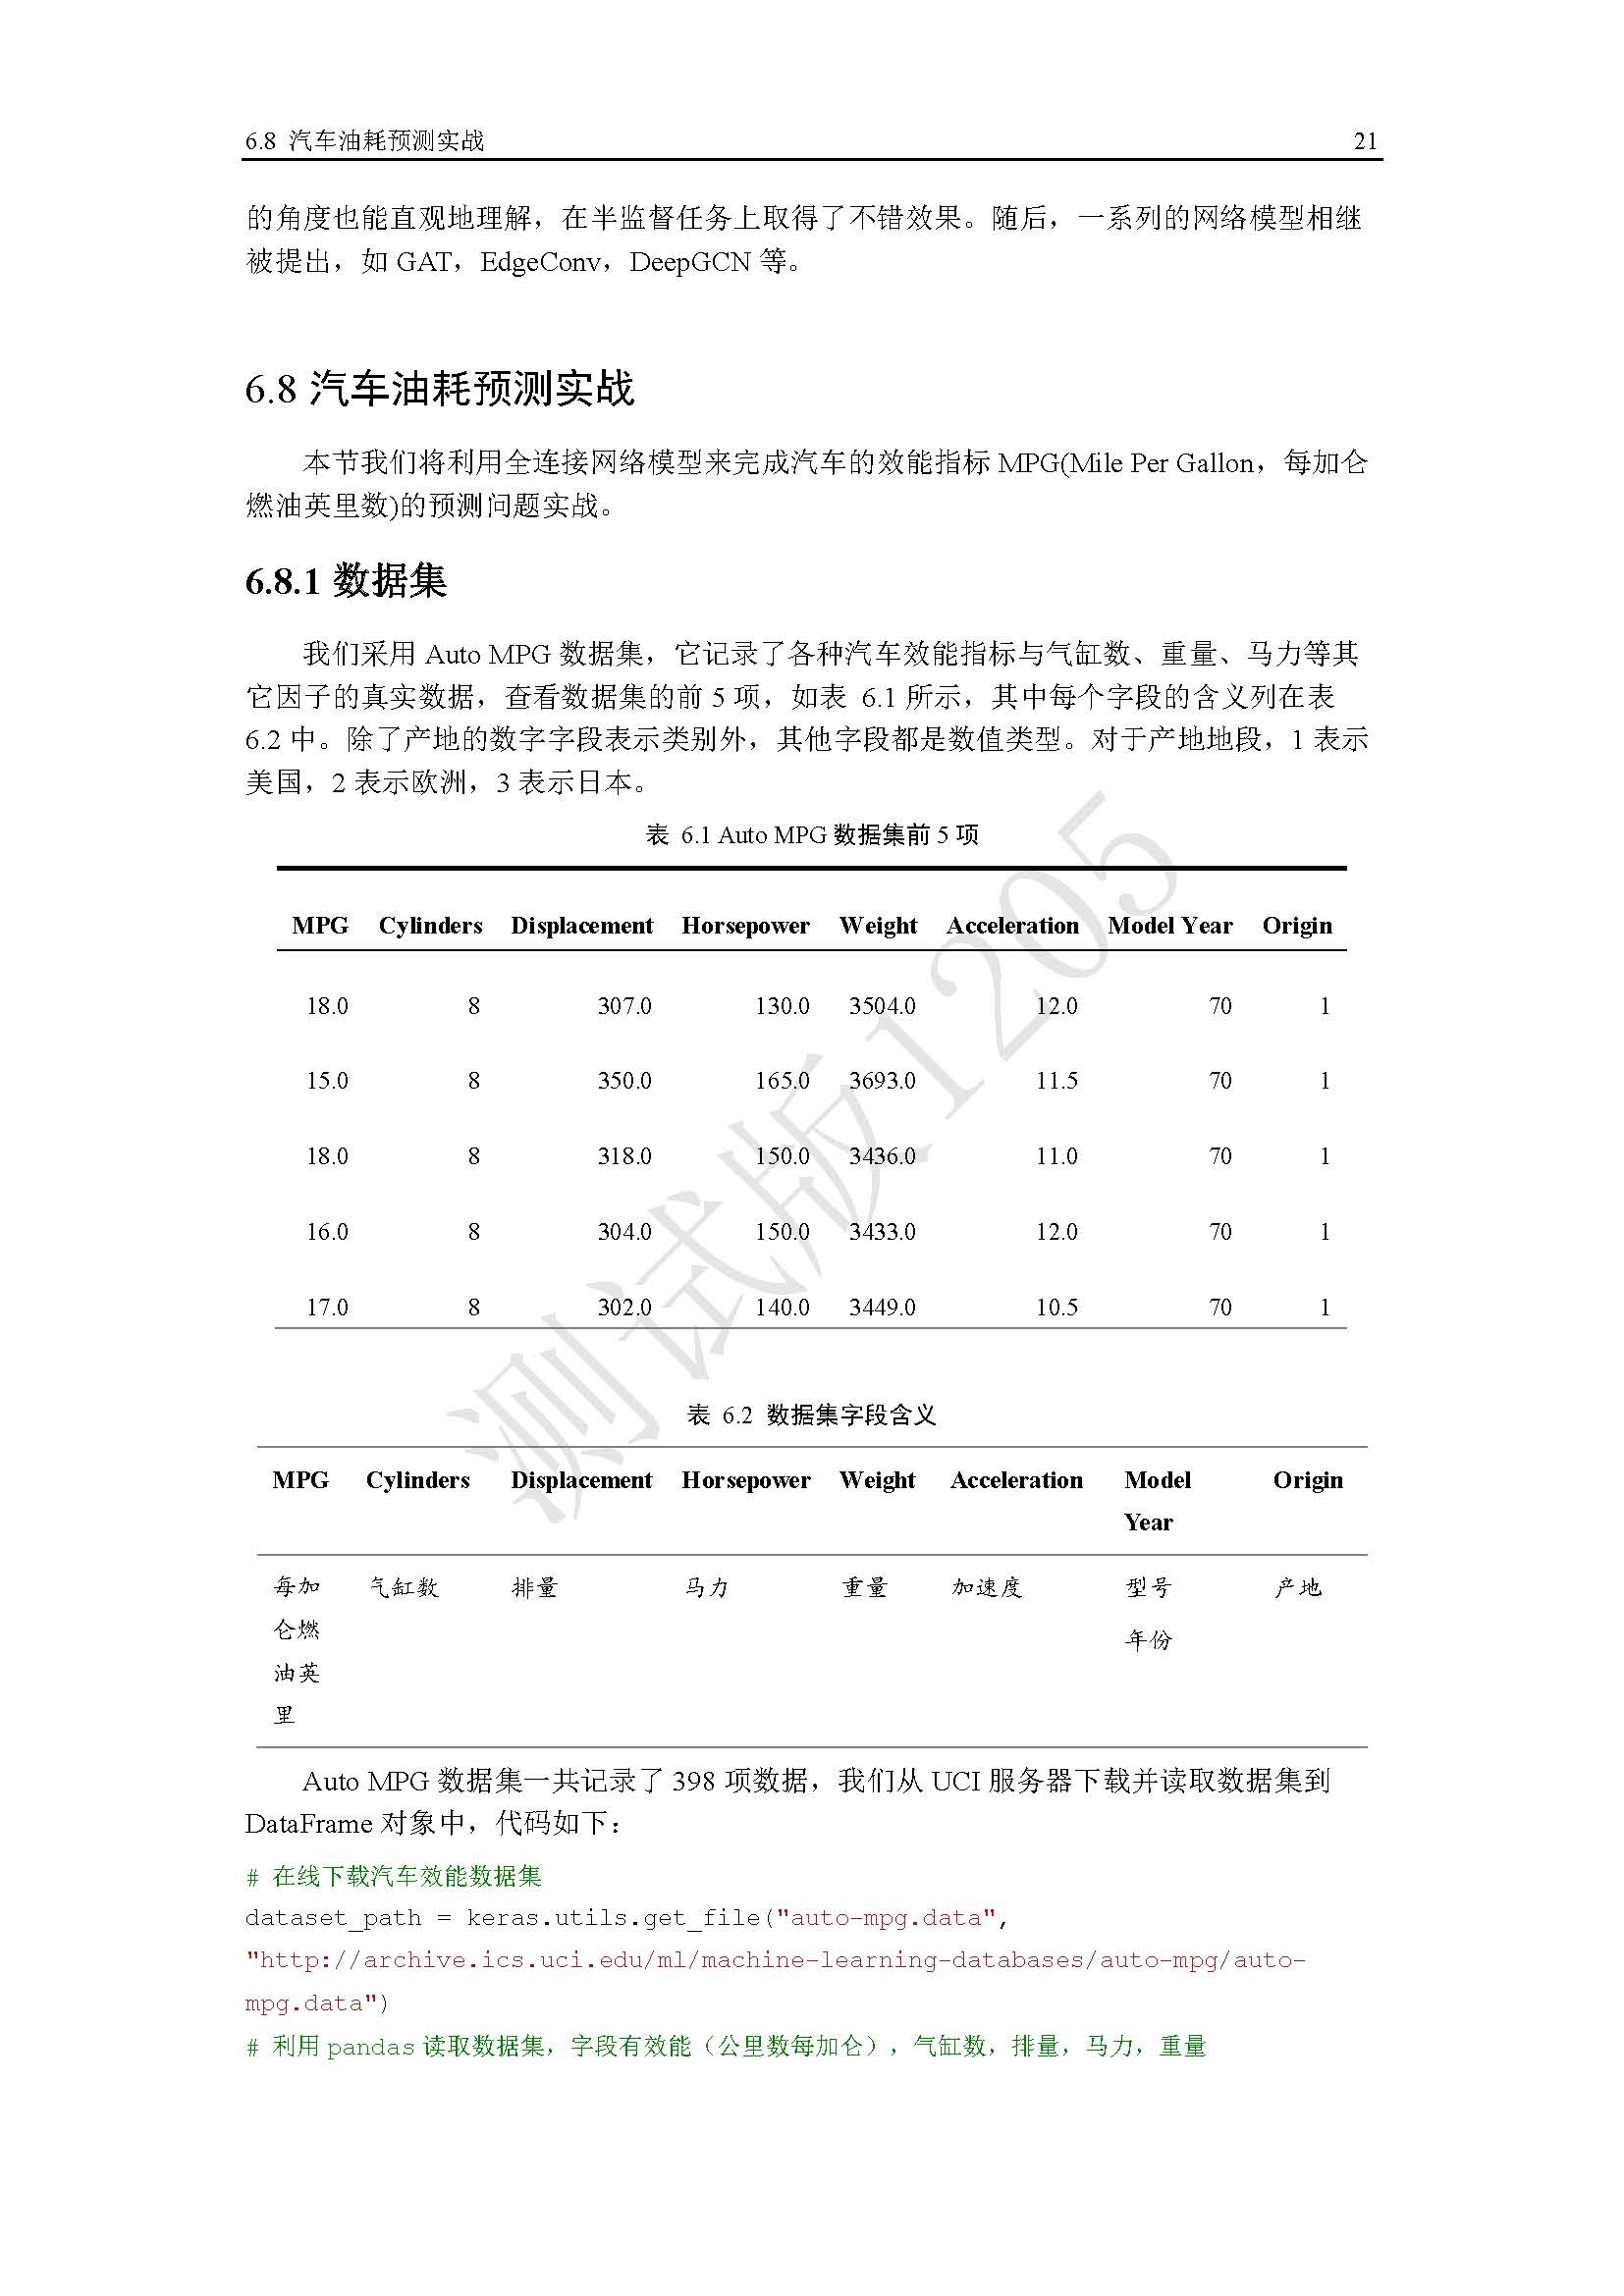 6.8 汽车油耗预测实战 21
的角度也能直观地理解，在半监督任务上取得了不错效果。随后，一系列的网络模型相继
被提出，如 GAT，EdgeConv，DeepGCN 等。
6.8 汽车油耗预测实战
本节我们将利用全连接网络模型来完成汽车的效能指标 MPG(Mile Per Gallon，每加仑
燃油英里数)的预测问题实战。
6.8.1 数据集
我们采用 Auto MPG 数据集，它记录了各种汽车效能指标与气缸数、重量、马力等其
它因子的真实数据，查看数据集的前 5 项，如表 6.1 所示，其中每个字段的含义列在表
6.2 中。除了产地的数字字段表示类别外，其他字段都是数值类型。对于产地地段，1 表示
美国，2 表示欧洲，3 表示日本。
表 6.1 Auto MPG 数据集前 5 项
MPG Cylinders Displacement Horsepower Weight Acceleration Model Year Origin
18.0 8 307.0 130.0 3504.0 12.0 70 1
15.0 8 350.0 165.0 3693.0 11.5 70 1
18.0 8 318.0 150.0 3436.0 11.0 70 1
16.0 8 304.0 150.0 3433.0 12.0 70 1
17.0 8 302.0 140.0 3449.0 10.5 70 1
测试版1205
表 6.2 数据集字段含义
MPG Cylinders Displacement Horsepower Weight Acceleration Model Origin
Year
每加 气缸数 排量 马力 重量 加速度 型号 产地
仑燃
年份
油英
里
Auto MPG 数据集一共记录了 398 项数据，我们从 UCI 服务器下载并读取数据集到
DataFrame 对象中，代码如下：
# 在线下载汽车效能数据集
dataset_path = keras.utils.get_file("auto-mpg.data",
"http://archive.ics.uci.edu/ml/machine-learning-databases/auto-mpg/auto-
mpg.data")
# 利用 pandas 读取数据集，字段有效能（公里数每加仑），气缸数，排量，马力，重量